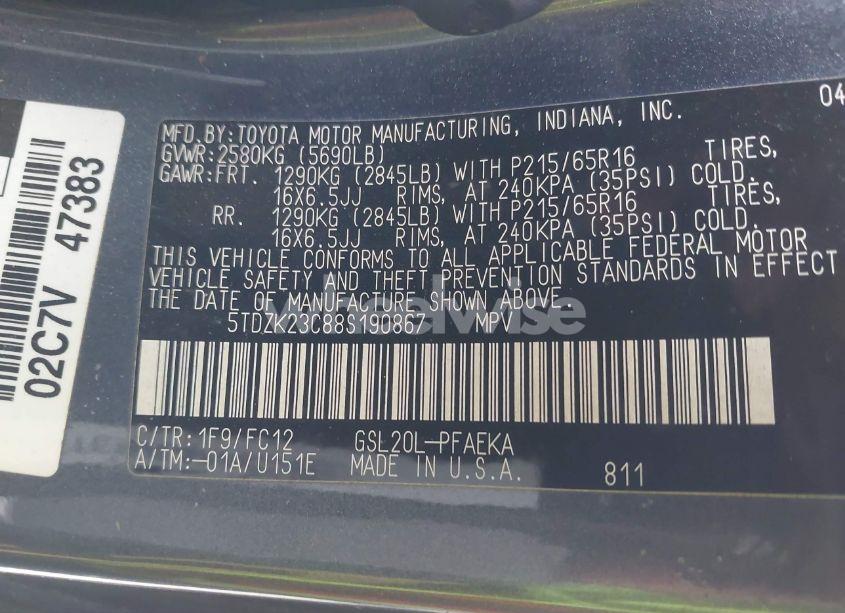 02C7V 47383
04
MFD. BY: TOYOTA MOTOR MANUFACTURING, INDIANA, INC.
GVWR: 2580KG (5690LB)
GAWR: FRT. 1290KG (2845LB) WITH P215/65R16 TIRES,
16X6.5JJ RIMS, AT 240KPA (35PSI) COLD.
RR. 1290KG (2845LB) WITH P215/65R16 TIRES,
16X6.5JJ RIMS, AT 240KPA (35PSI) COLD.
THIS VEHICLE CONFORMS TO ALL APPLICABLE FEDERAL MOTOR
VEHICLE SAFETY AND THEFT PREVENTION STANDARDS IN EFFECT
THE DATE OF MANUFACTURE SHOWN ABOVE.
5TDZK23C88S190867 MPV
C/TR: 1F9/FC12 GSL20L-PFAEKA
A/TM: -01A/U151E MADE IN U.S.A. 811